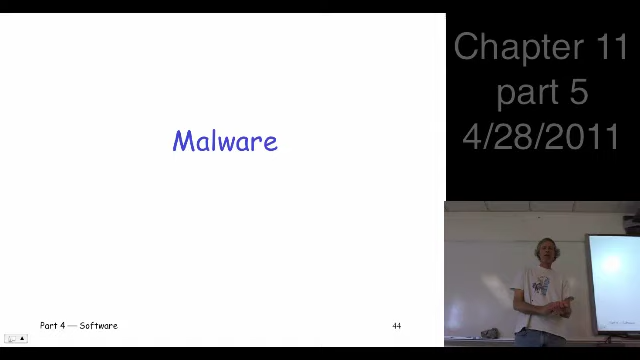 Malware
Part 4 — Software
44
Chapter 11
part 5
4/28/2011